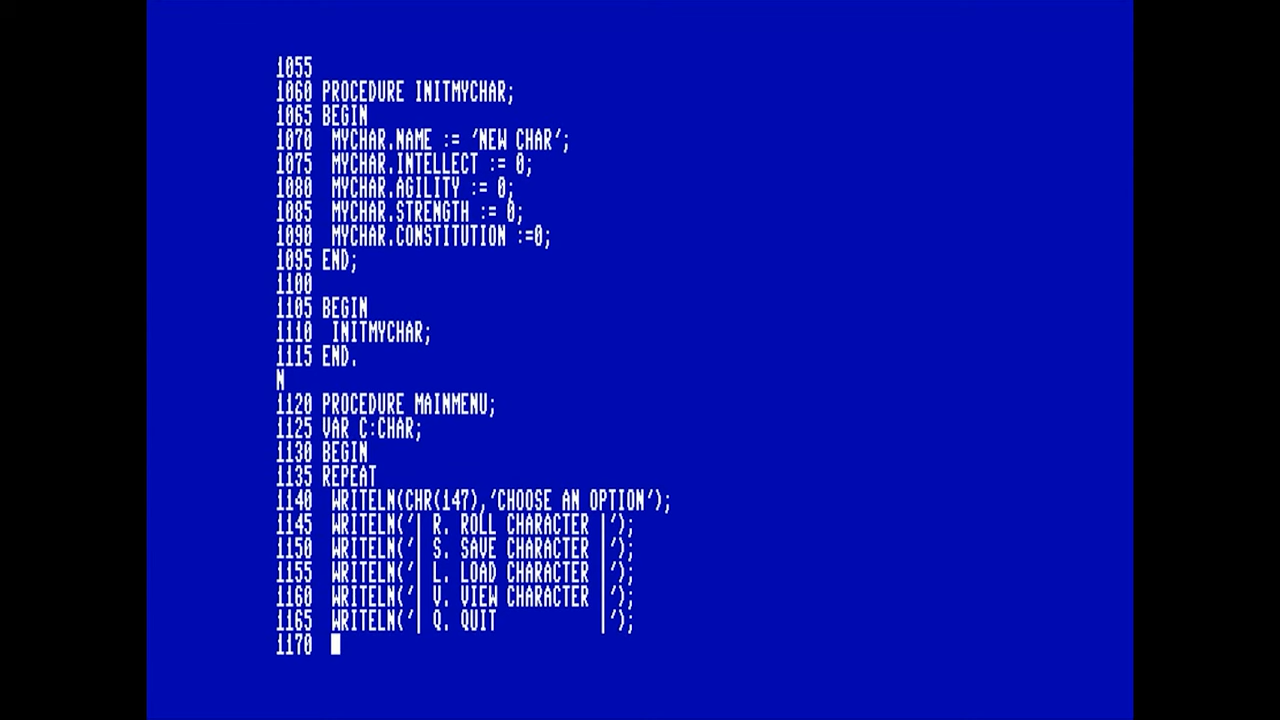 1055
1060 PROCEDURE INITMYCHAR;
1065 BEGIN
1070  MYCHAR.NAME := 'NEW CHAR';
1075  MYCHAR.INTELLECT := 0;
1080  MYCHAR.AGILITY := 0;
1085  MYCHAR.STRENGTH := 0;
1090  MYCHAR.CONSTITUTION :=0;
1095 END;
1100
1105 BEGIN
1110  INITMYCHAR;
1115 END.
N
1120 PROCEDURE MAINMENU;
1125 VAR C:CHAR;
1130 BEGIN
1135 REPEAT
1140  WRITELN(CHR(147),'CHOOSE AN OPTION');
1145  WRITELN('| R. ROLL CHARACTER |');
1150  WRITELN('| S. SAVE CHARACTER |');
1155  WRITELN('| L. LOAD CHARACTER |');
1160  WRITELN('| V. VIEW CHARACTER |');
1165  WRITELN('| Q. QUIT           |');
1170